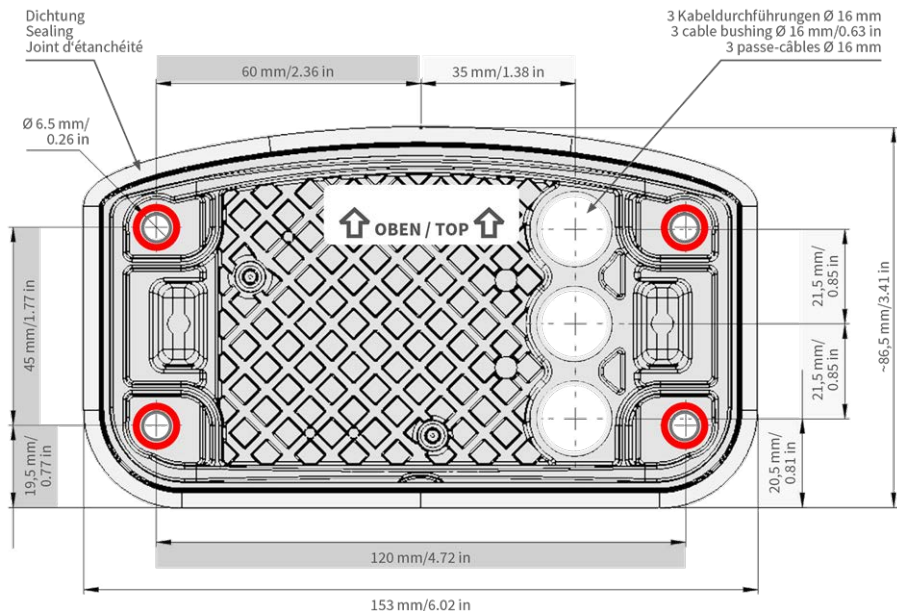 Dichtung
Sealing
Joint d'étanchéité
3 Kabeldurchführungen Ø 16 mm
3 cable bushing Ø 16 mm/0.63 in
3 passe-câbles Ø 16 mm
60 mm/2.36 in
35 mm/1.38 in
Ø 6.5 mm/
0.26 in
OBEN / TOP
45 mm/1.77 in
19,5 mm/
0.77 in
21,5 mm/
0.85 in
21,5 mm/
0.85 in
20,5 mm/
0.81 in
~86,5 mm/3.41 in
120 mm/4.72 in
153 mm/6.02 in